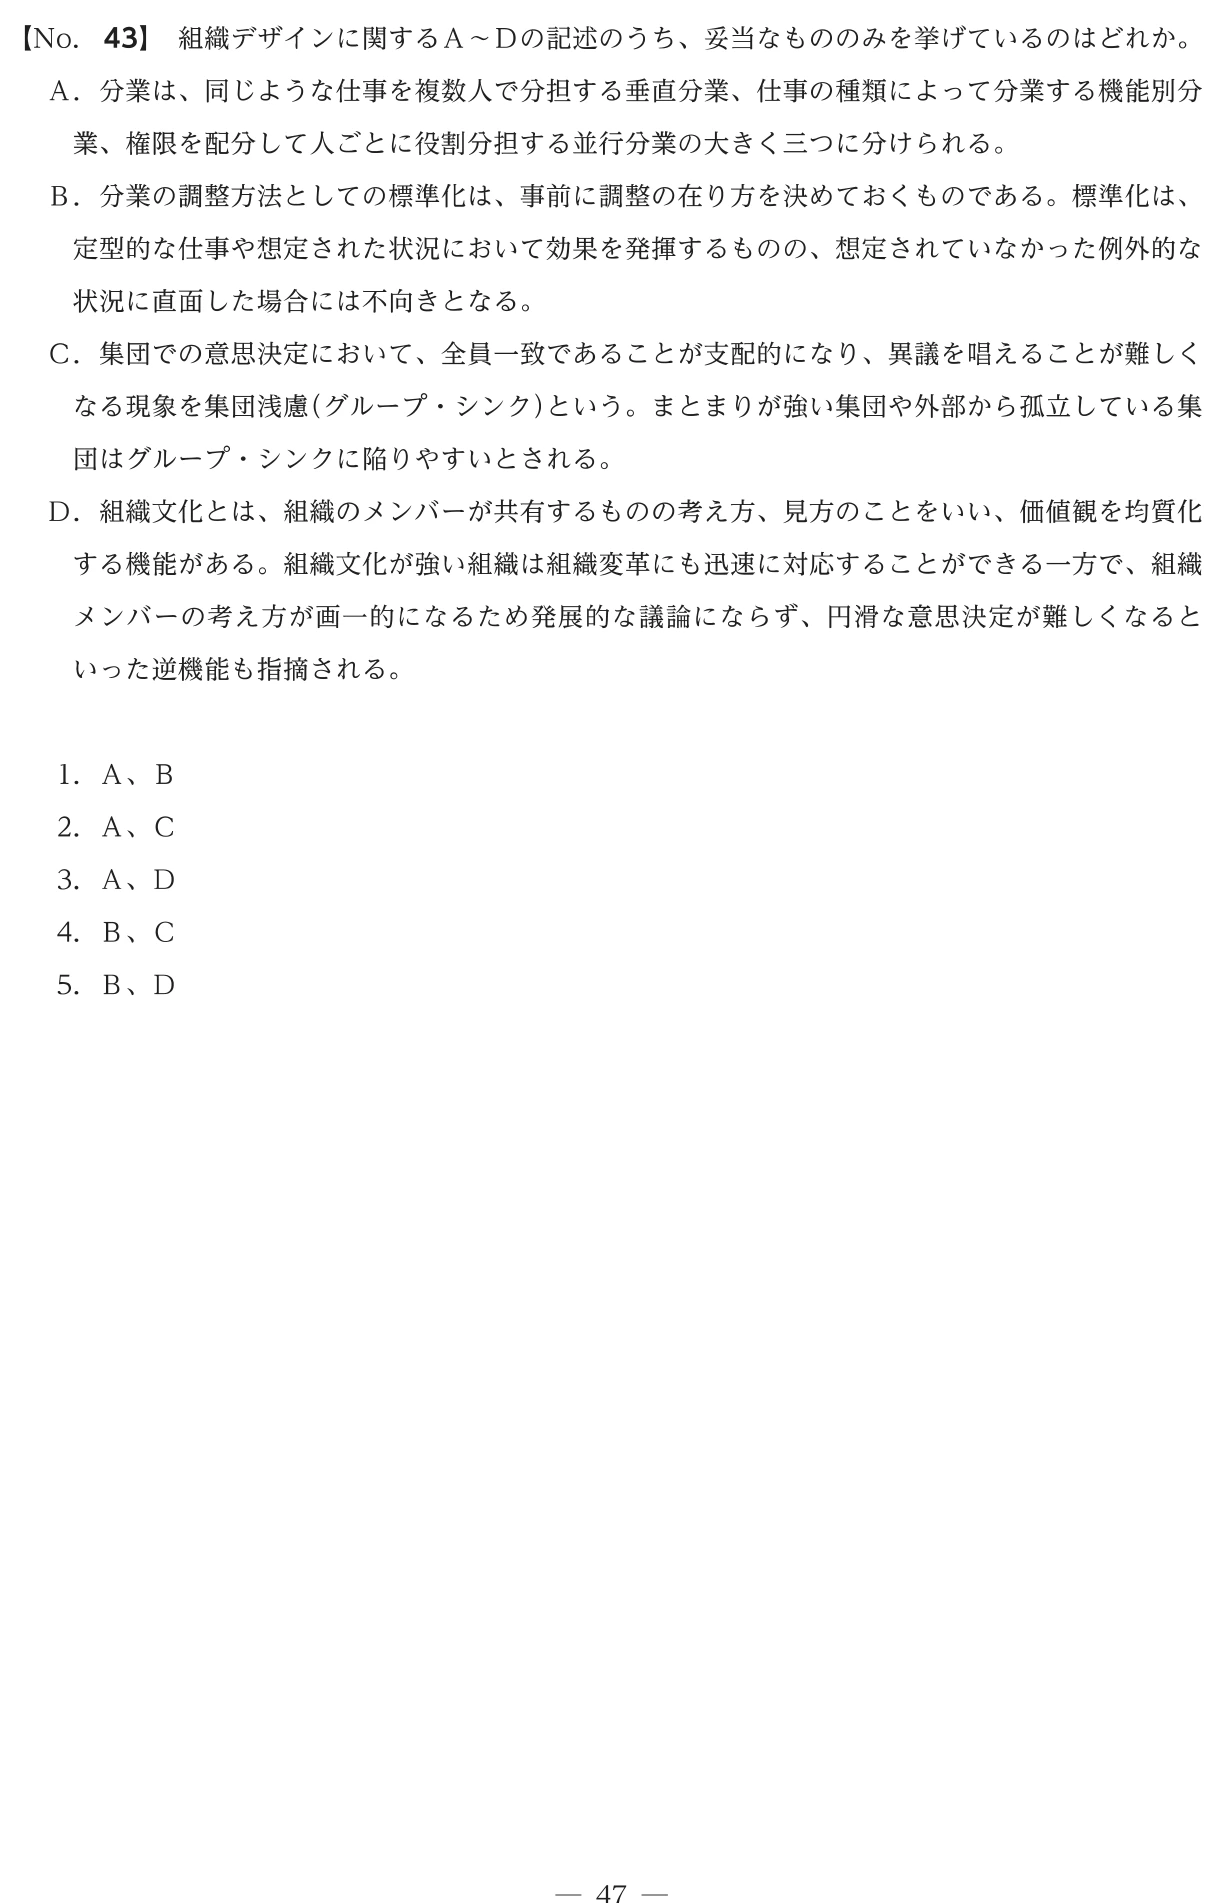 【No. 43】 組織デザインに関するA~Dの記述のうち、妥当なもののみを挙げているのはどれか。
A. 分業は、同じような仕事を複数人で分担する垂直分業、仕事の種類によって分業する機能別分
業、権限を配分して人ごとに役割分担する並行分業の大きく三つに分けられる。
B. 分業の調整方法としての標準化は、事前に調整の在り方を決めておくものである。標準化は、
定型的な仕事や想定された状況において効果を発揮するものの、想定されていなかった例外的な
状況に直面した場合には不向きとなる。
C. 集団での意思決定において、全員一致であることが支配的になり、異議を唱えることが難しく
なる現象を集団浅慮(グループ・シンク)という。まとまりが強い集団や外部から孤立している集
団はグループ・シンクに陥りやすいとされる。
D. 組織文化とは、組織のメンバーが共有するものの考え方、見方のことをいい、価値観を均質化
する機能がある。組織文化が強い組織は組織変革にも迅速に対応することができる一方で、組織
メンバーの考え方が画一的になるため発展的な議論にならず、円滑な意思決定が難しくなると
いった逆機能も指摘される。
1. A、B
2. A、C
3. A、D
4. B、C
5. B、D
— 47 —